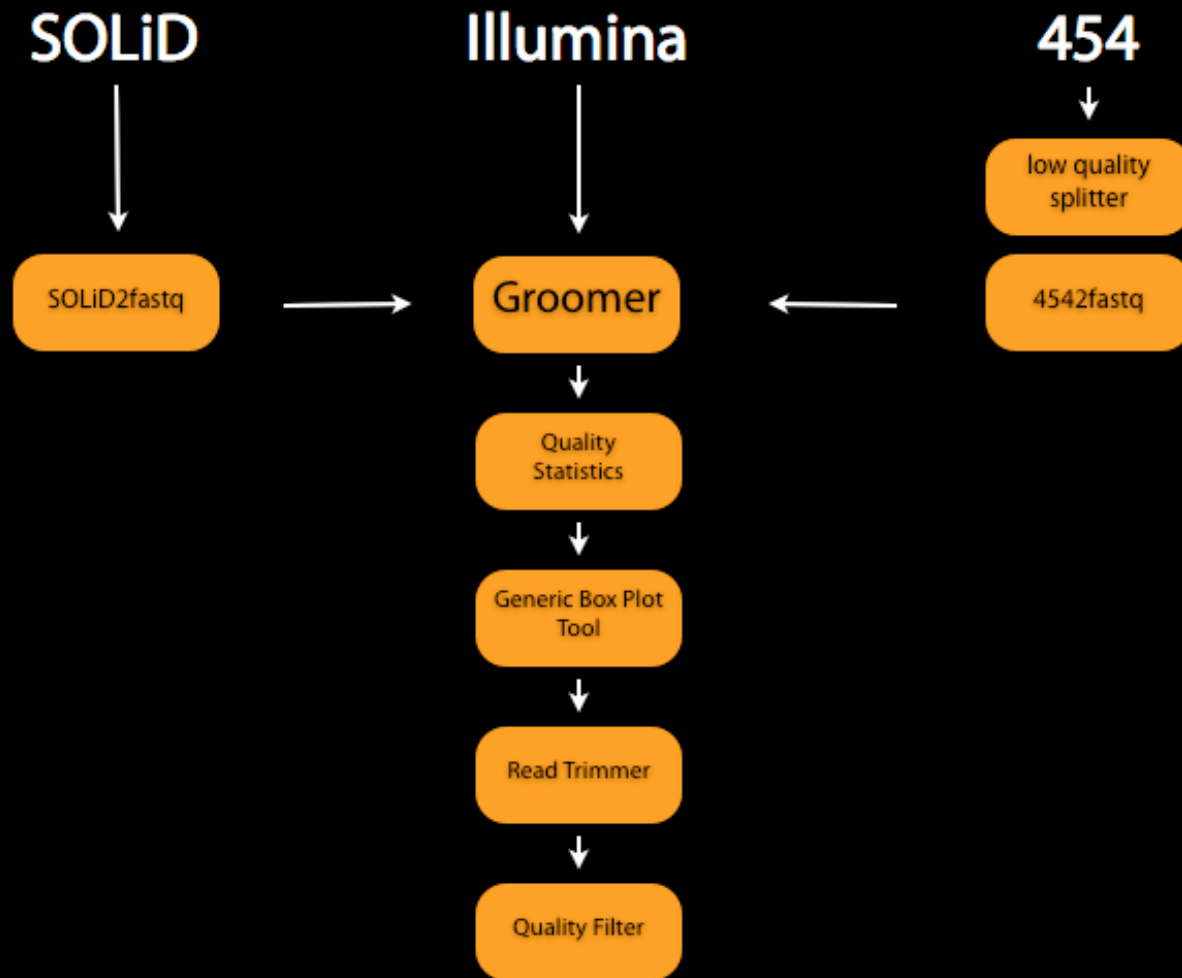 SOLiD
Illumina
454
low quality
splitter
SOLiD2fastq
Groomer
4542fastq
Quality
Statistics
Generic Box Plot
Tool
Read Trimmer
Quality Filter